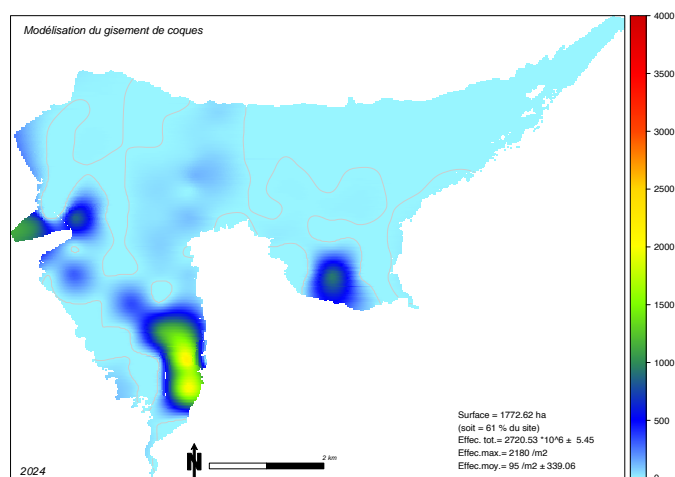 Modélisation du gisement de coques
4000
3500
3000
2500
2000
1500
1000
500
0
Surface = 1772.62 ha
(soit = 61 % du site)
Effec. tot.= 2720.53 *10^6 ± 5.45
Effec.max.= 2180 /m2
Effec.moy.= 95 /m2 ± 339.06
N
2 km
2024